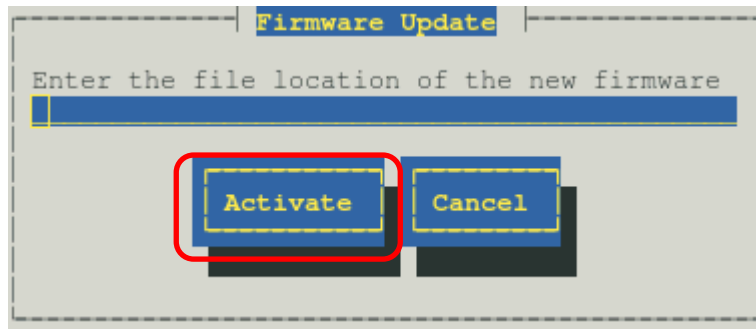 Firmware Update
Enter the file location of the new firmware
Activate Cancel